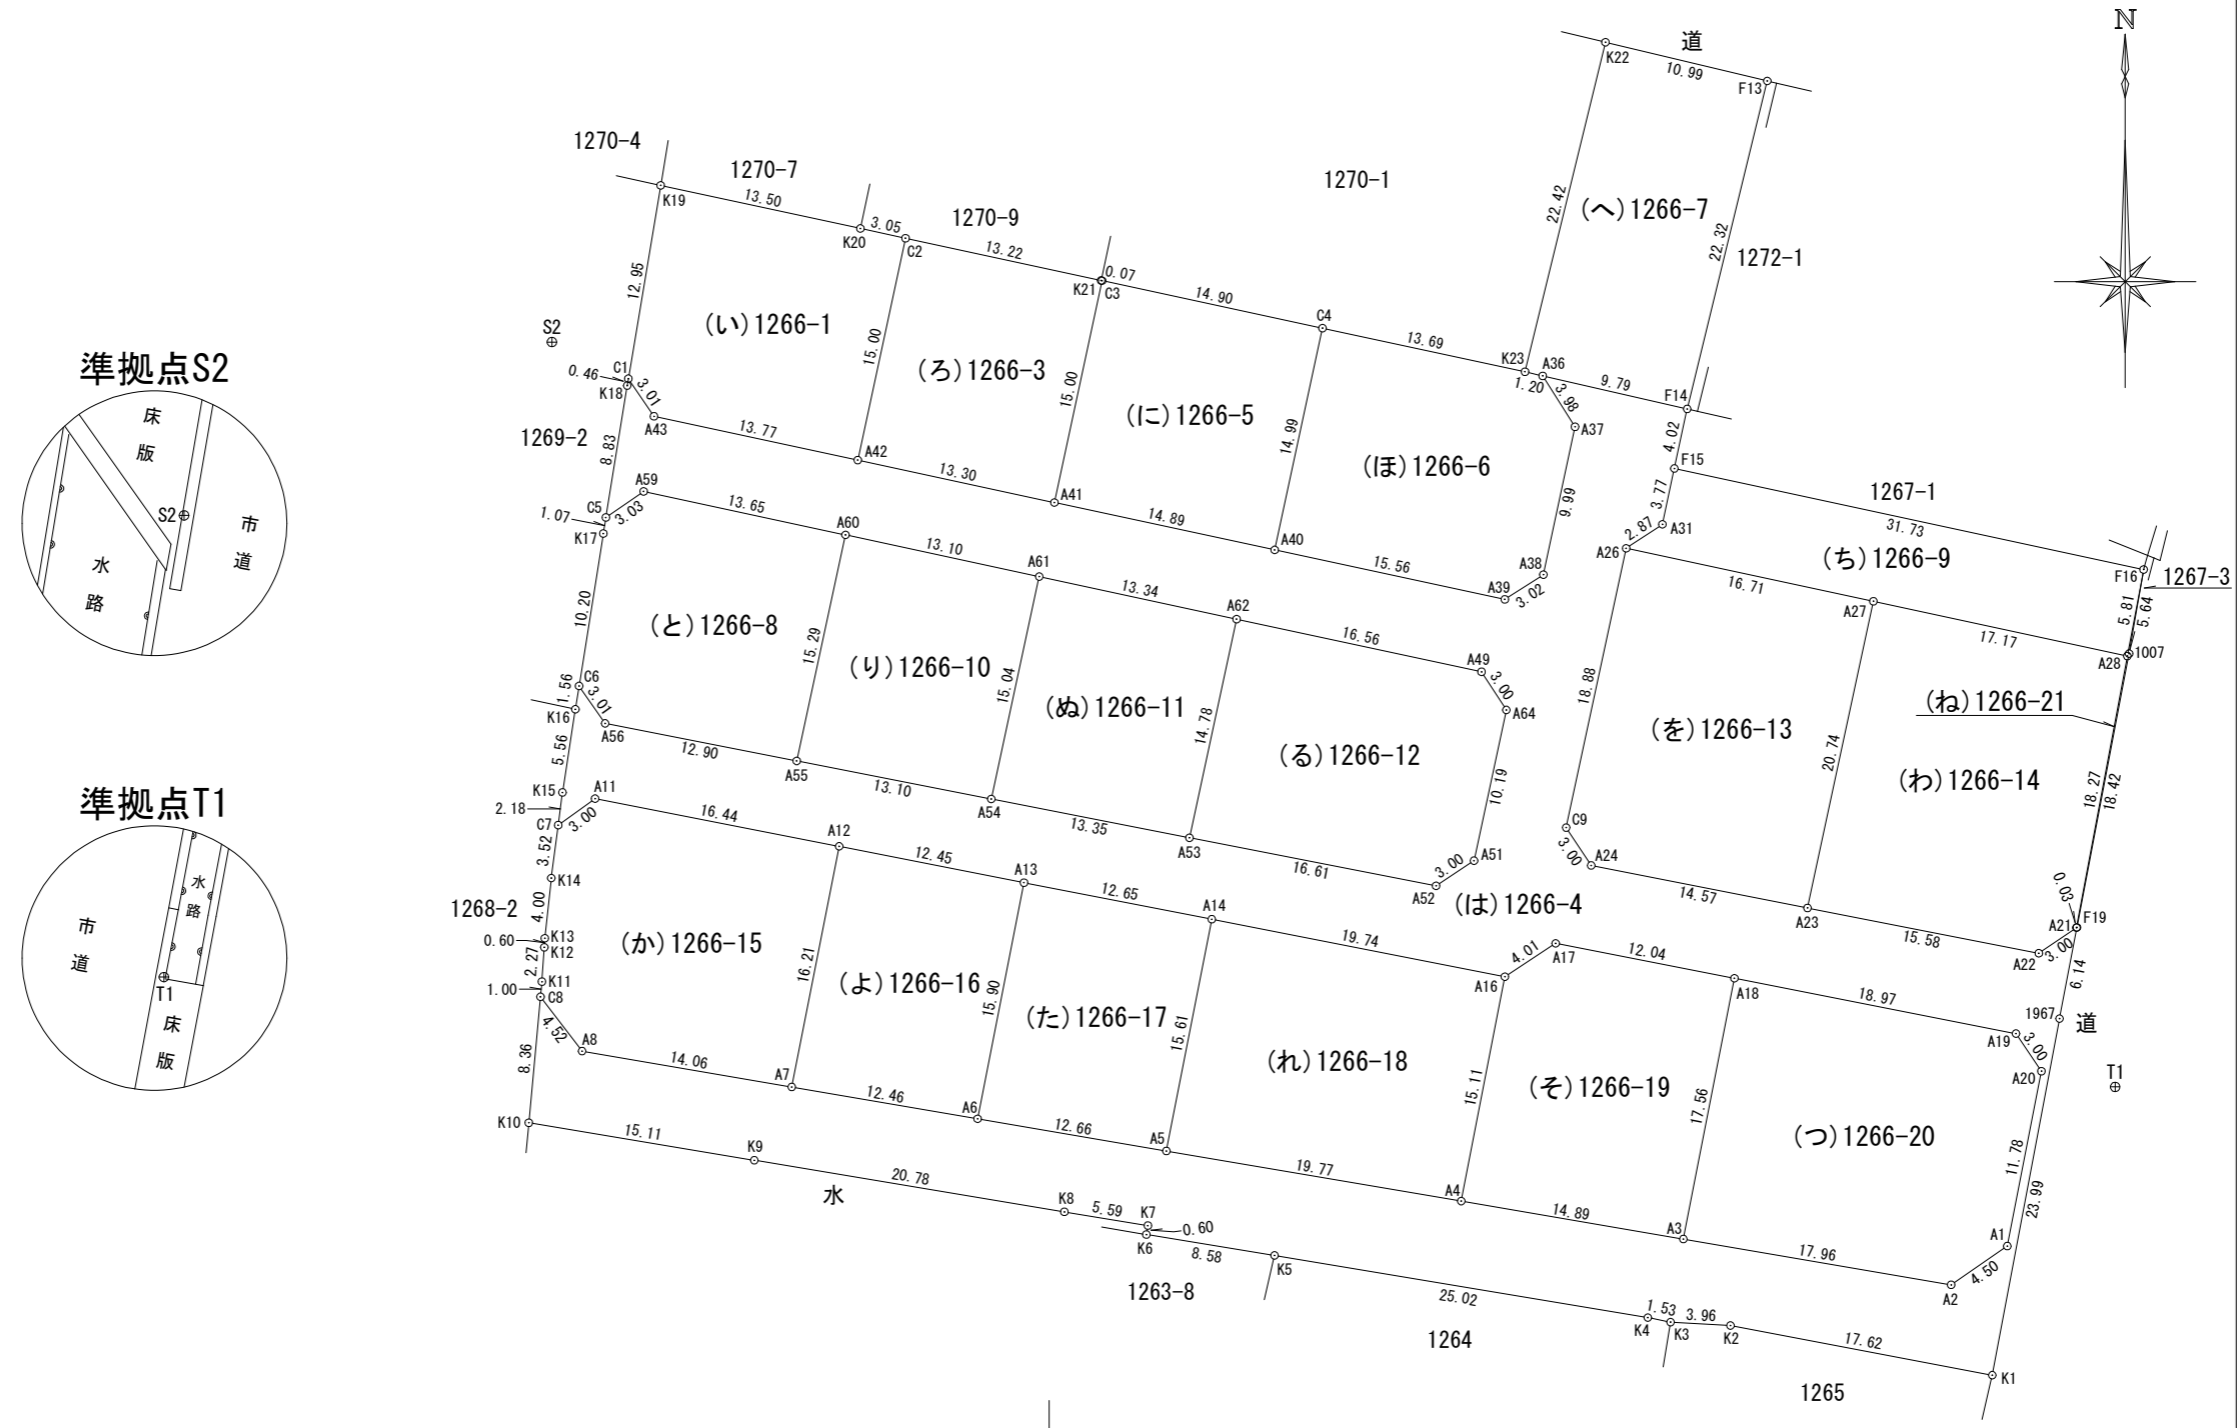 N
道
K22
10.99
F13
1270-4
1270-7
1270-1
1270-9
K19
13.50
K20
3.05
C2
13.22
K21
0.07
C3
14.90
C4
13.69
K23
A36
1.20
9.79
F14
22.42
(へ)1266-7
22.32
1272-1
12.95
(い)1266-1
15.00
(ろ)1266-3
15.00
(に)1266-5
14.99
(ほ)1266-6
3.98
A37
9.99
4.02
F15
S2
0.46
C1
K18
3.01
A43
13.77
A42
13.30
A41
14.89
A40
15.56
A38
A39
3.02
1269-2
8.83
3.77
A31
2.87
A26
1267-1
31.73
(ち)1266-9
F16
1267-3
16.71
A27
17.17
5.81
5.64
A28
1007
(ね)1266-21
準拠点S2
床
版
S2
市
道
水
路
C5
A59
3.03
1.07
K17
13.65
A60
13.10
A61
13.34
A62
16.56
A49
3.00
A64
10.20
(と)1266-8
15.29
(り)1266-10
15.04
(ぬ)1266-11
14.78
(る)1266-12
10.19
18.88
(を)1266-13
20.74
(わ)1266-14
18.27
18.42
C6
1.56
3.01
K16
A56
12.90
A55
13.10
A54
13.35
A53
16.61
A51
3.00
A52
C9
3.00
A24
14.57
A23
15.58
A22
3.00
A21
F19
0.03
6.14
5.56
K15
A11
2.18
C7
3.00
16.44
A12
12.45
A13
12.65
A14
19.74
A16
4.01
A17
12.04
A18
18.97
A19
3.00
A20
1967
道
T1
(は)1266-4
準拠点T1
水
路
市
道
T1
床
版
3.52
K14
1268-2
4.00
K13
0.60
K12
2.27
K11
1.00
C8
4.52
A8
(か)1266-15
16.21
(よ)1266-16
15.90
(た)1266-17
15.61
(れ)1266-18
15.11
(そ)1266-19
17.56
(つ)1266-20
11.78
23.99
8.36
14.06
A7
12.46
A6
12.66
A5
19.77
A4
14.89
A3
17.96
A1
4.50
A2
K10
15.11
K9
20.78
K8
5.59
K7
0.60
K6
8.58
K5
25.02
K4
1.53
K3
3.96
K2
17.62
K1
水
1263-8
1264
1265